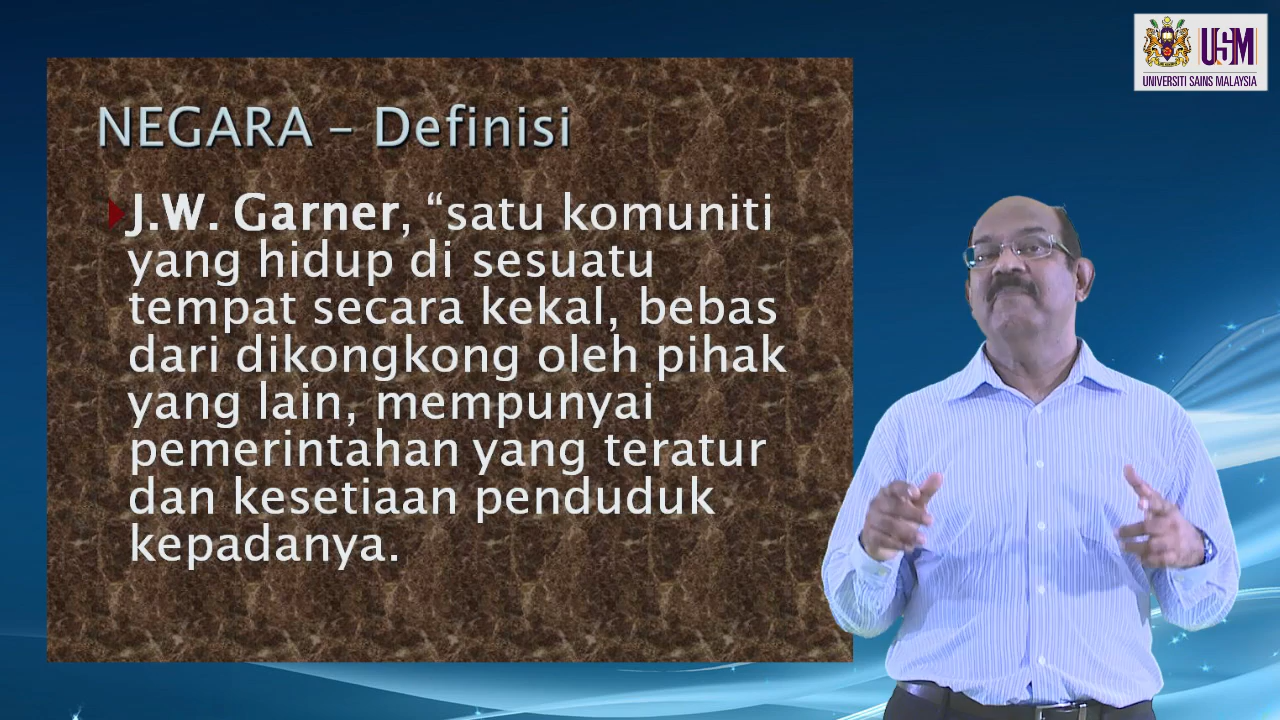 USM
UNIVERSITI SAINS MALAYSIA
NEGARA – Definisi
J.W. Garner, “satu komuniti
yang hidup di sesuatu
tempat secara kekal, bebas
dari dikongkong oleh pihak
yang lain, mempunyai
pemerintahan yang teratur
dan kesetiaan penduduk
kepadanya.